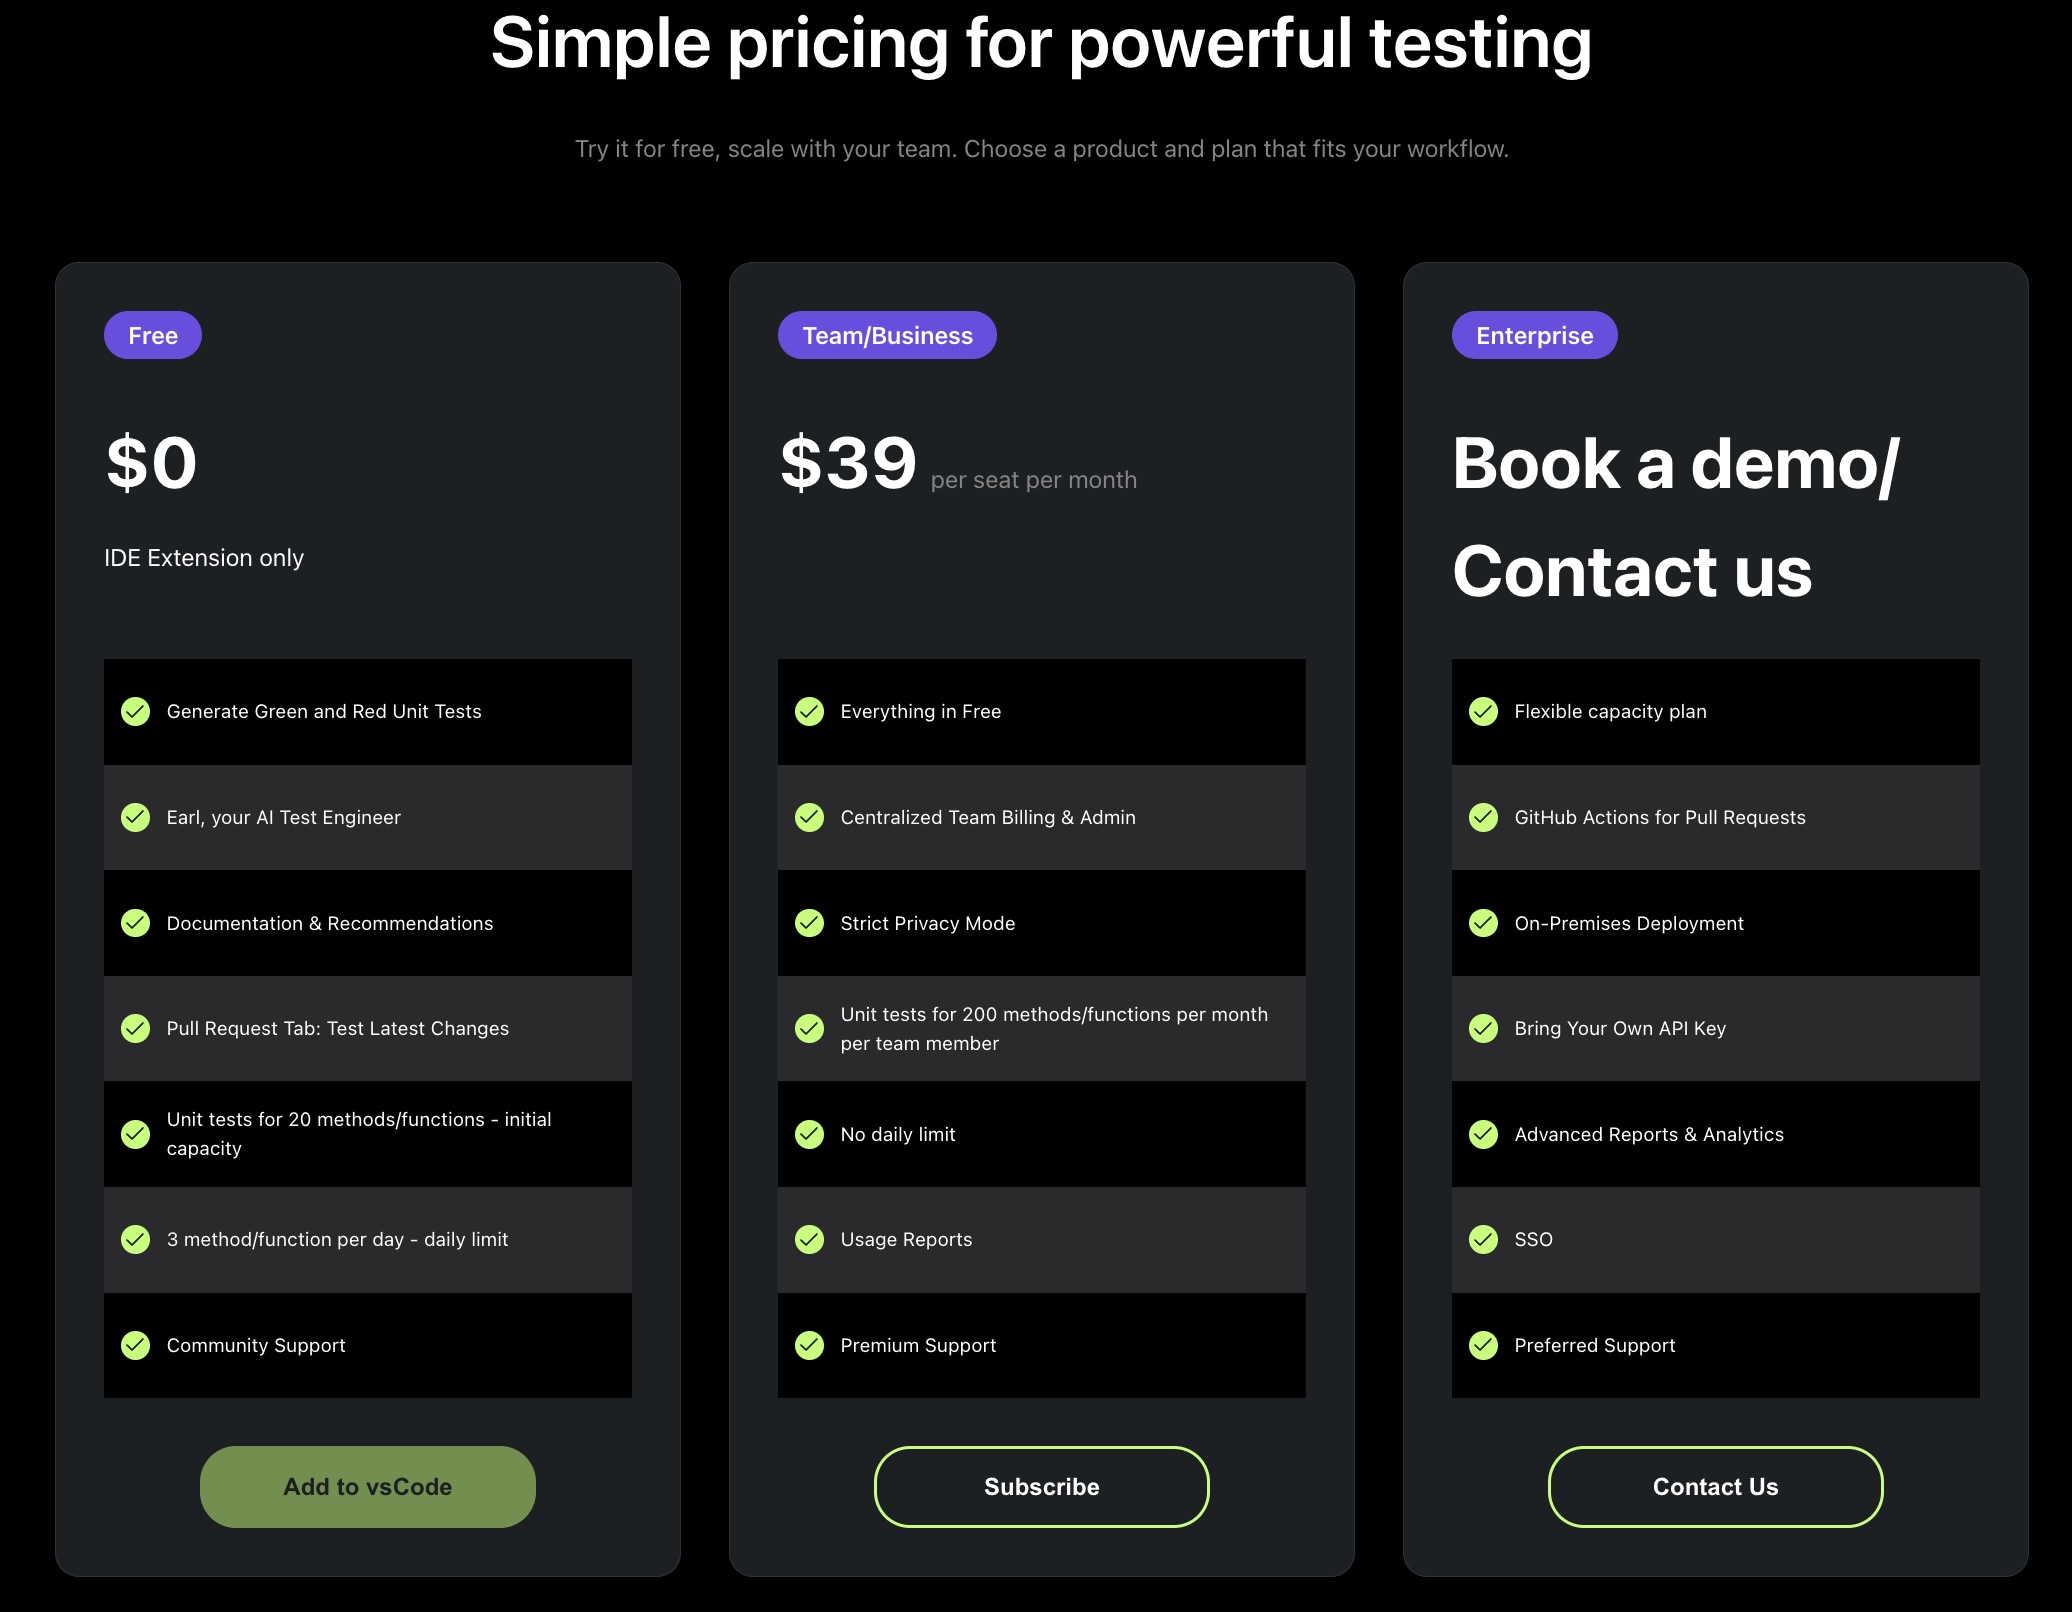 Simple pricing for powerful testing
Try it for free, scale with your team. Choose a product and plan that fits your workflow.
Free
$0
IDE Extension only
Generate Green and Red Unit Tests
Earl, your AI Test Engineer
Documentation & Recommendations
Pull Request Tab: Test Latest Changes
Unit tests for 20 methods/functions - initial
capacity
3 method/function per day - daily limit
Community Support
Add to vsCode
Team/Business
$39 per seat per month
Everything in Free
Centralized Team Billing & Admin
Strict Privacy Mode
Unit tests for 200 methods/functions per month
per team member
No daily limit
Usage Reports
Premium Support
Subscribe
Enterprise
Book a demo/
Contact us
Flexible capacity plan
GitHub Actions for Pull Requests
On-Premises Deployment
Bring Your Own API Key
Advanced Reports & Analytics
SSO
Preferred Support
Contact Us